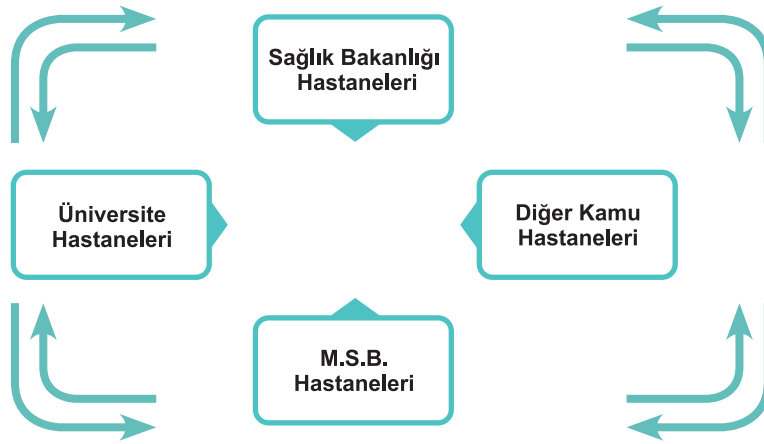 Sağlık Bakanlığı
Hastaneleri
Üniversite
Hastaneleri
Diğer Kamu
Hastaneleri
M.S.B.
Hastaneleri